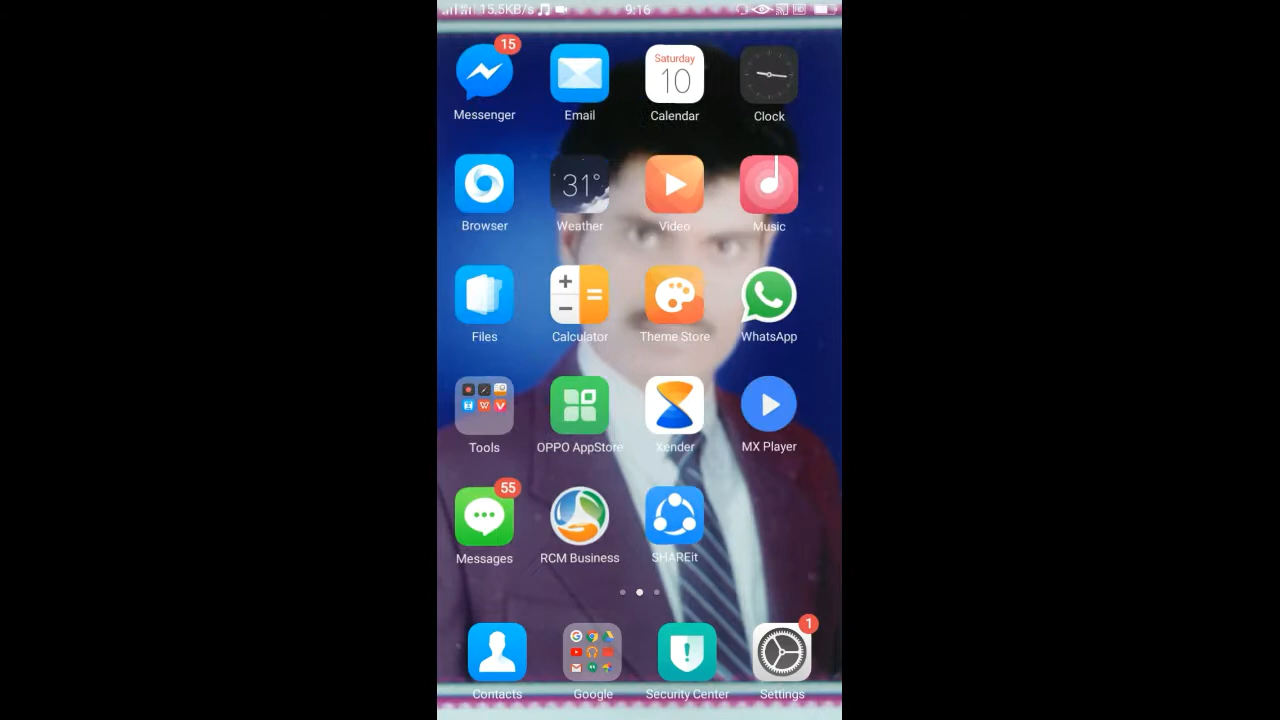 15.5KB/s 9:16
15
Saturday
10
Messenger Email Calendar Clock
31°
Browser Weather Video Music
Files Calculator Theme Store WhatsApp
Tools OPPO AppStore Xender MX Player
55
Messages RCM Business SHAREit
1
Contacts Google Security Center Settings